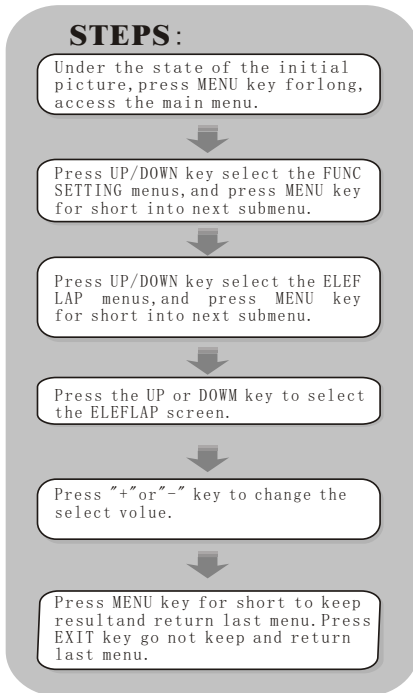 STEPS:
Under the state of the initial
picture,press MENU key forlong,
access the main menu.
Press UP/DOWN key select the FUNC
SETTING menus,and press MENU key
for short into next submenu.
Press UP/DOWN key select the ELEF
LAP menus,and press MENU key
for short into next submenu.
Press the UP or DOWM key to select
the ELEFLAP screen.
Press "+"or"-" key to change the
select volue.
Press MENU key for short to keep
resultand return last menu.Press
EXIT key go not keep and return
last menu.